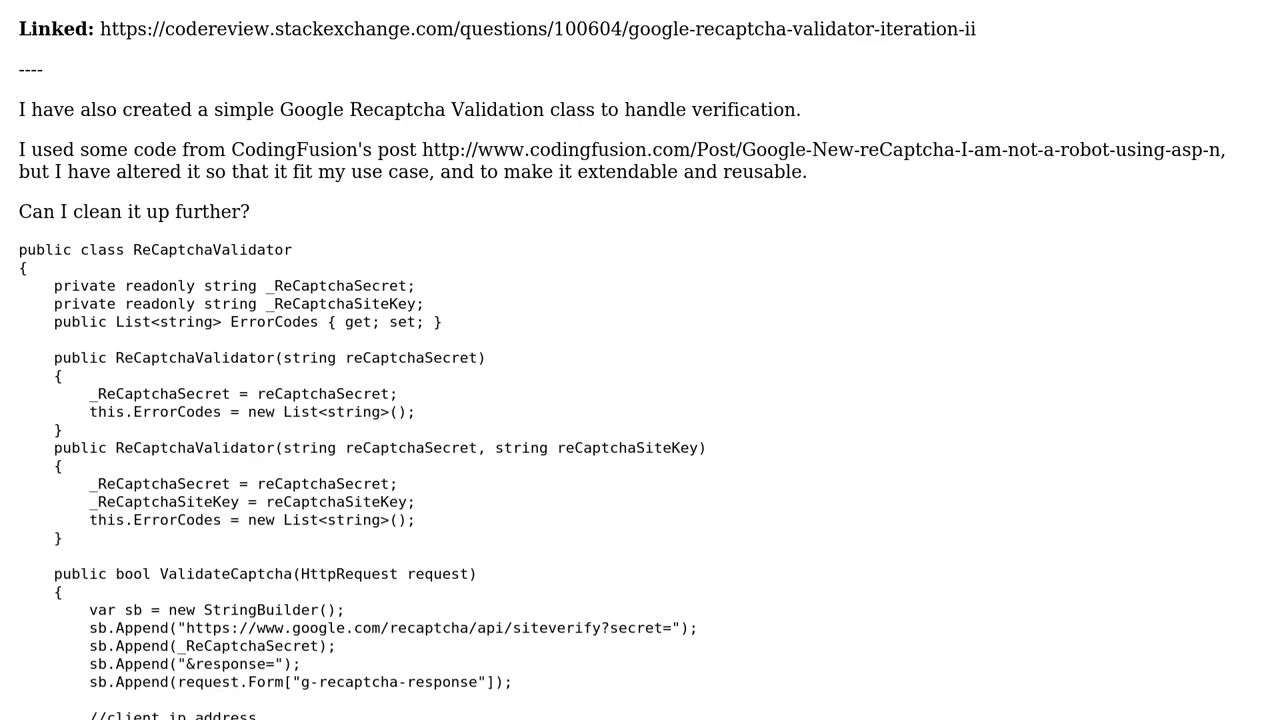 Linked: https://codereview.stackexchange.com/questions/100604/google-recaptcha-validator-iteration-ii
----
I have also created a simple Google Recaptcha Validation class to handle verification.
I used some code from CodingFusion's post http://www.codingfusion.com/Post/Google-New-reCaptcha-I-am-not-a-robot-using-asp-n,
but I have altered it so that it fit my use case, and to make it extendable and reusable.
Can I clean it up further?
public class ReCaptchaValidator
{
    private readonly string _ReCaptchaSecret;
    private readonly string _ReCaptchaSiteKey;
    public List<string> ErrorCodes { get; set; }

    public ReCaptchaValidator(string reCaptchaSecret)
    {
        _ReCaptchaSecret = reCaptchaSecret;
        this.ErrorCodes = new List<string>();
    }
    public ReCaptchaValidator(string reCaptchaSecret, string reCaptchaSiteKey)
    {
        _ReCaptchaSecret = reCaptchaSecret;
        _ReCaptchaSiteKey = reCaptchaSiteKey;
        this.ErrorCodes = new List<string>();
    }

    public bool ValidateCaptcha(HttpRequest request)
    {
        var sb = new StringBuilder();
        sb.Append("https://www.google.com/recaptcha/api/siteverify?secret=");
        sb.Append(_ReCaptchaSecret);
        sb.Append("&response=");
        sb.Append(request.Form["g-recaptcha-response"]);

        //client ip address